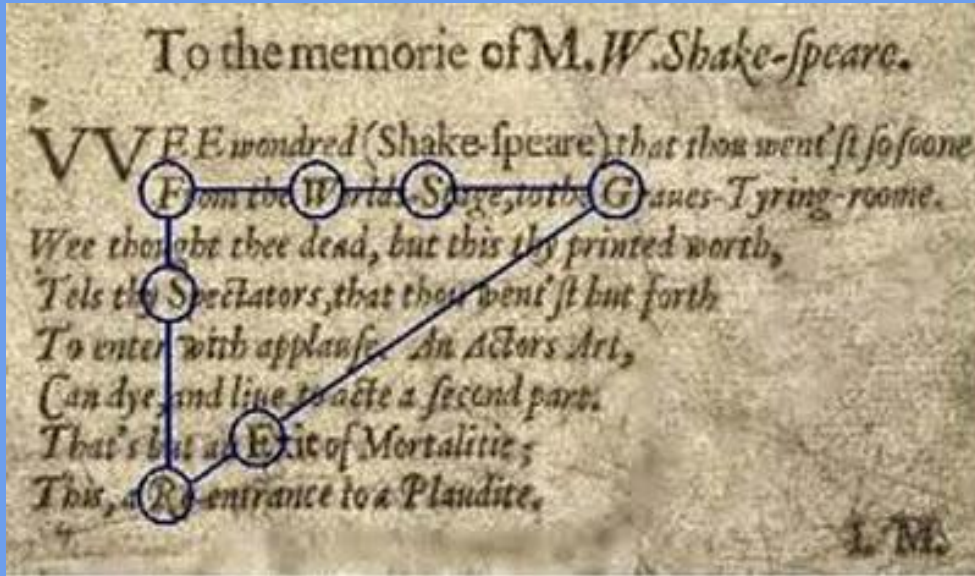 To the memorie of M. W. Shake-ſpeare.
VVEE wondred (Shake-ſpeare) that thou went'ſt ſo ſoone
From the Worlds-Stage, to the Graues-Tyring-roome.
Wee thought thee dead, but this thy printed worth,
Tels thy Spectators, that thou went'ſt but forth
To enter with applauſe. An Actors Art,
Can dye, and liue, to acte a ſecond part.
That's but an Exit of Mortalitie;
This, a Re-entrance to a Plaudite.
I. M.